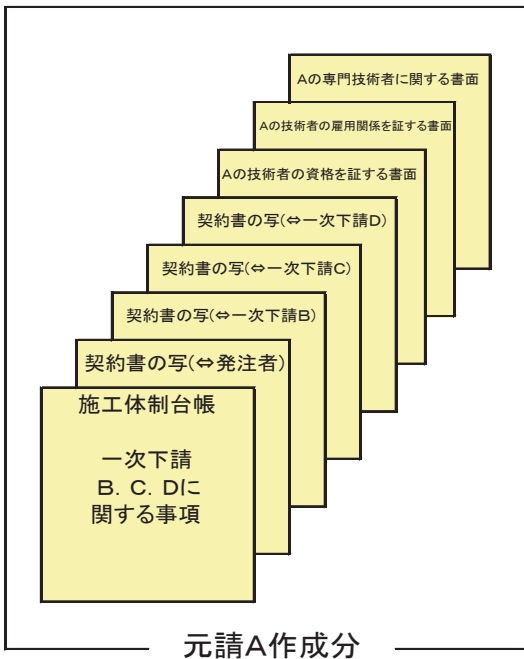 Aの専門技術者に関する書面
Aの技術者の雇用関係を証する書面
Aの技術者の資格を証する書面
契約書の写(⇔一次下請D)
契約書の写(⇔一次下請C)
契約書の写(⇔一次下請B)
契約書の写(⇔発注者)
施工体制台帳
一次下請
B. C. Dに
関する事項
元請A作成分